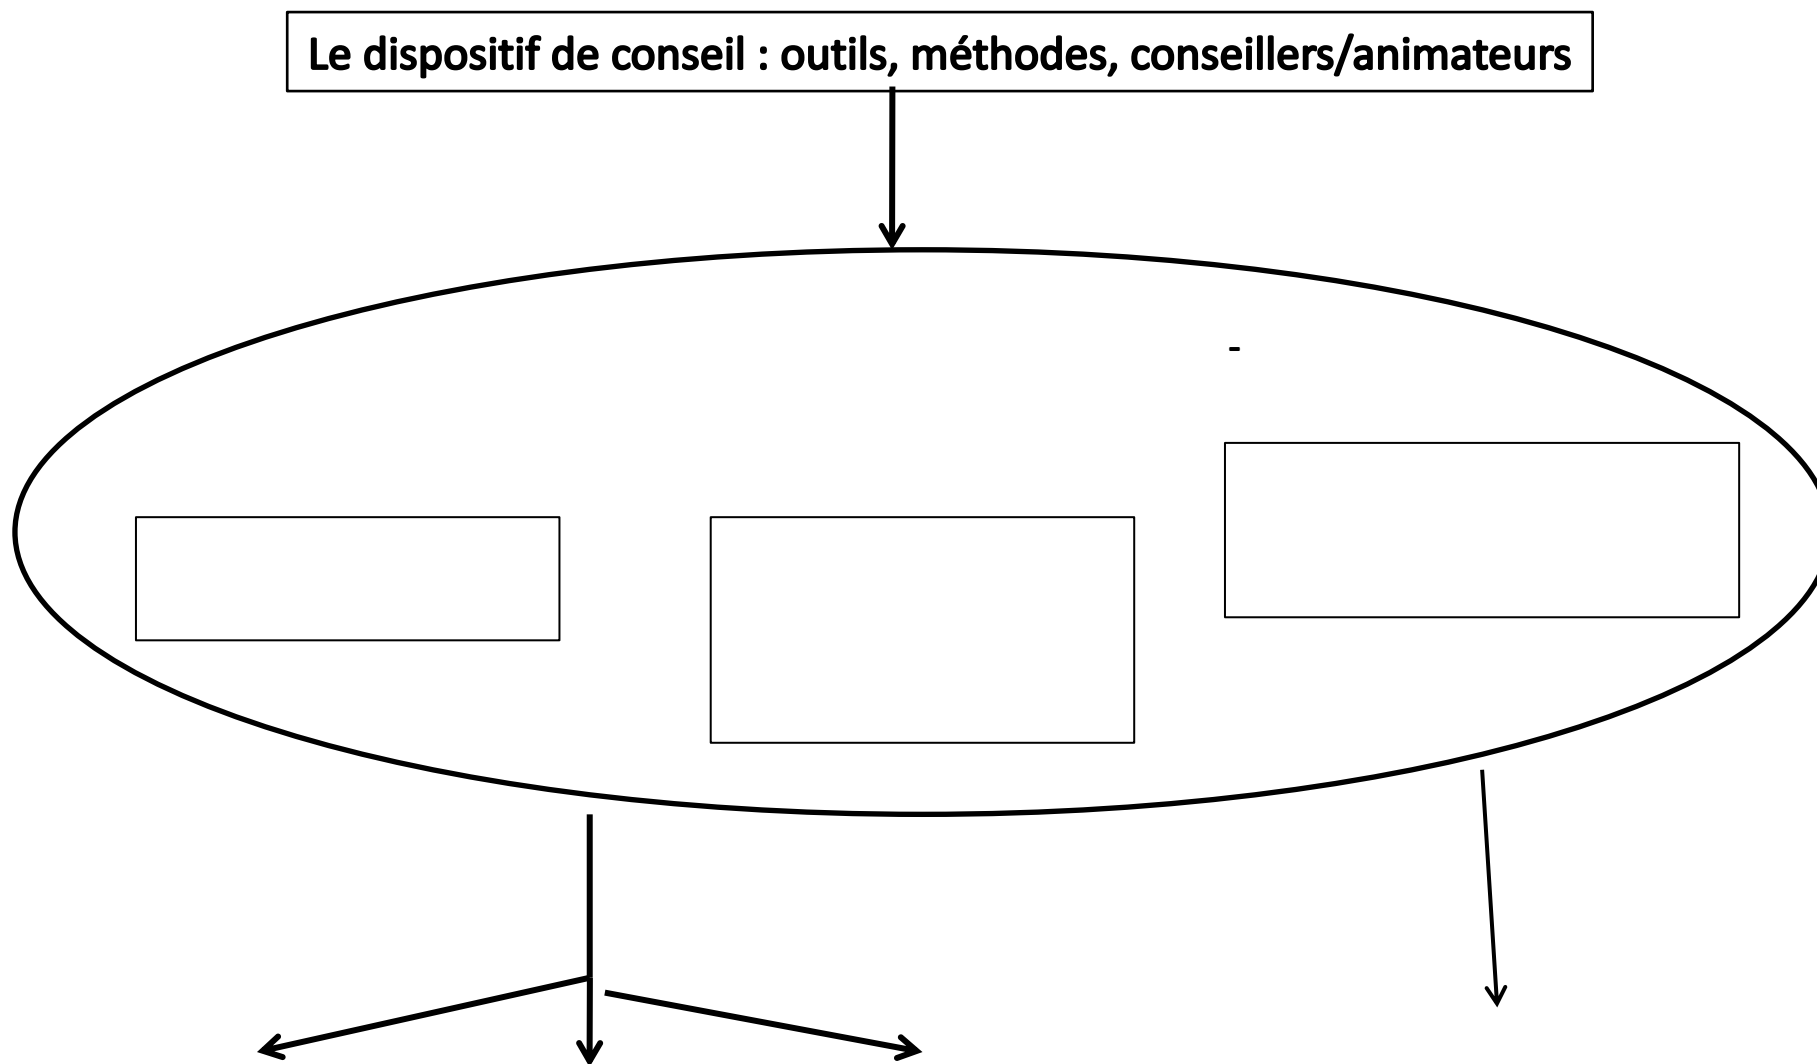 Le dispositif de conseil : outils, méthodes, conseillers/animateurs
-